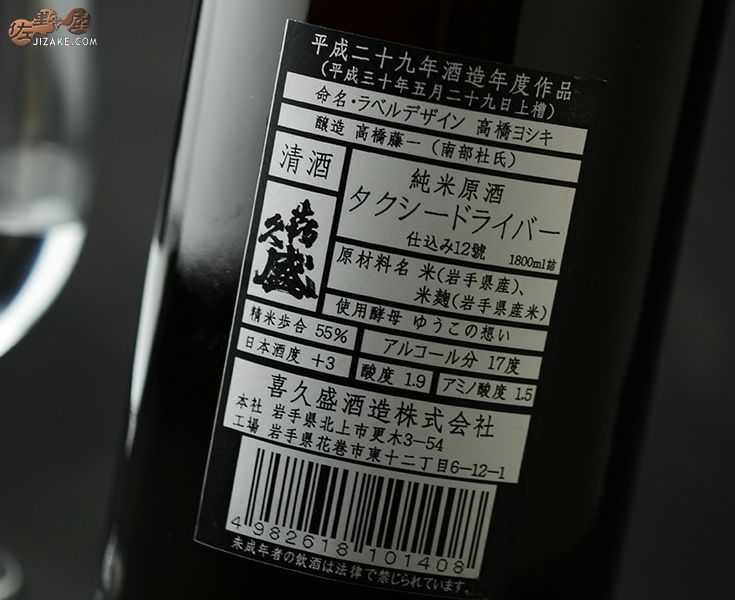 佐野屋
JIZAKE.COM
平成二十九年酒造年度作品
(平成三十年五月二十九日上槽)
命名・ラベルデザイン 高橋ヨシキ
醸造 高橋藤一(南部杜氏)
清酒
純米原酒
タクシードライバー
仕込み12號
1800ml詰
喜久盛
原材料名 米(岩手県産)、
米麹(岩手県産米)
使用酵母 ゆうこの想い
精米歩合 55%
アルコール分 17度
日本酒度 +3
酸度 1.9
アミノ酸度 1.5
喜久盛酒造株式会社
本社 岩手県北上市更木3-54
工場 岩手県花巻市東十二丁目6-12-1
4982618101408
未成年者の飲酒は法律で禁じられています。